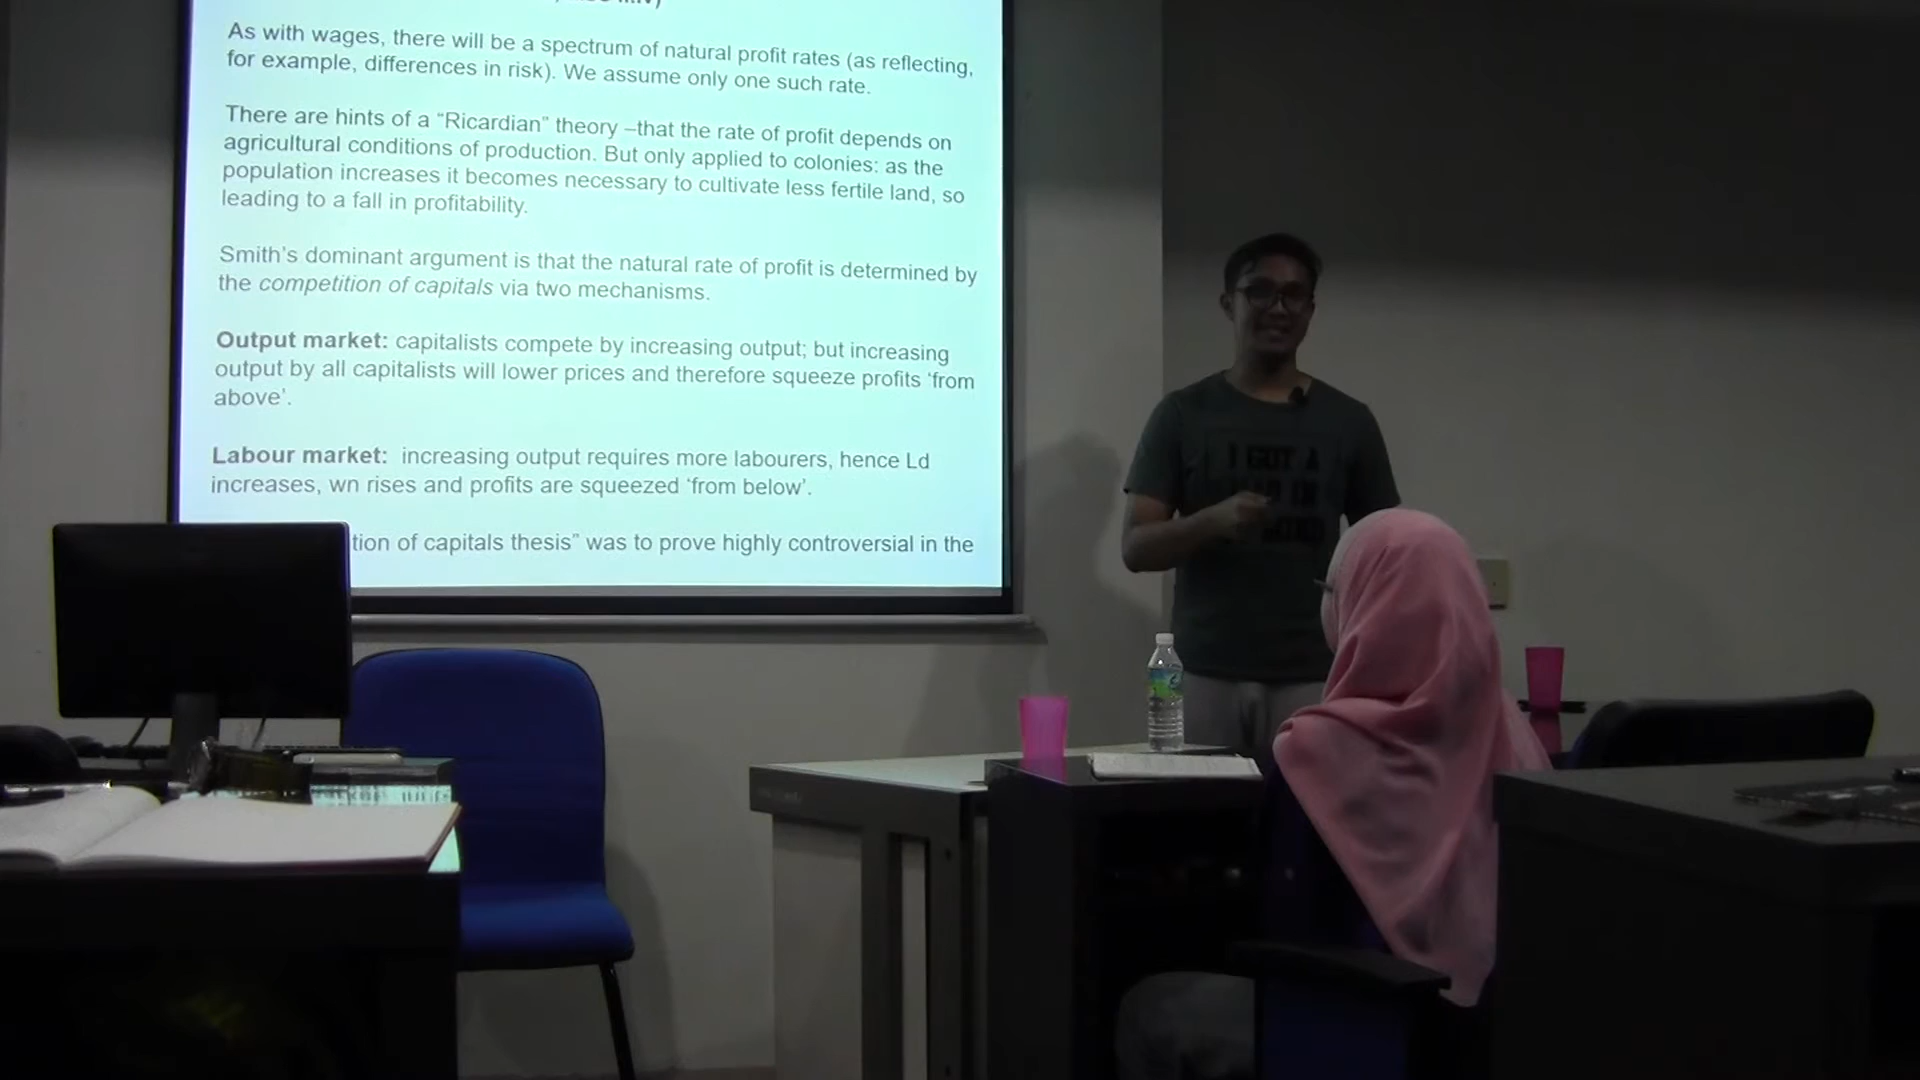 As with wages, there will be a spectrum of natural profit rates (as reflecting,
for example, differences in risk). We assume only one such rate.
There are hints of a “Ricardian” theory –that the rate of profit depends on
agricultural conditions of production. But only applied to colonies: as the
population increases it becomes necessary to cultivate less fertile land, so
leading to a fall in profitability.
Smith’s dominant argument is that the natural rate of profit is determined by
the competition of capitals via two mechanisms.
Output market: capitalists compete by increasing output; but increasing
output by all capitalists will lower prices and therefore squeeze profits ‘from
above’.
Labour market: increasing output requires more labourers, hence Ld
increases, wn rises and profits are squeezed ‘from below’.
tion of capitals thesis” was to prove highly controversial in the
I GOT A